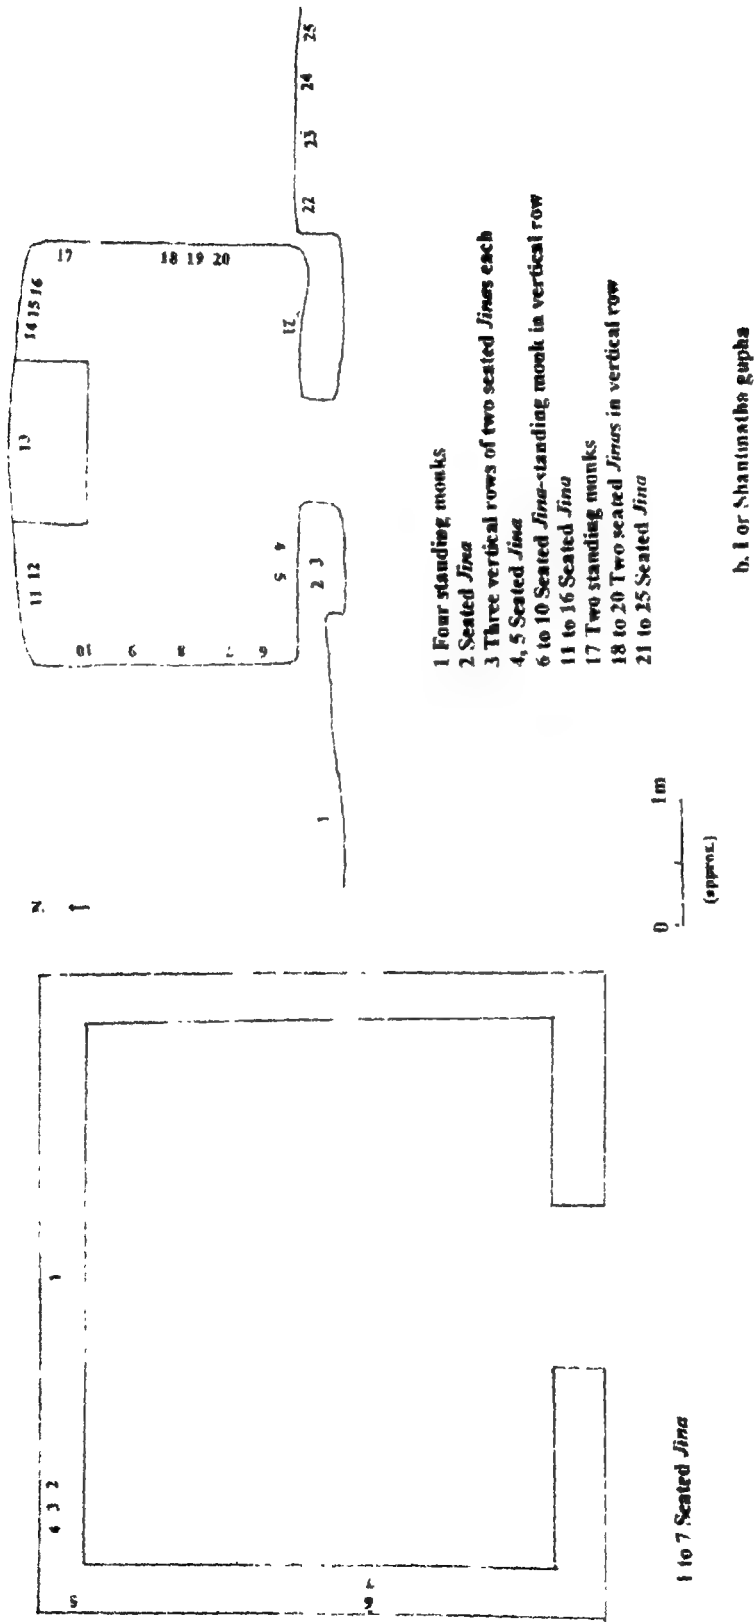 4 3 2
1
5
6 7
1 to 7 Seated Jina
N
0 1m
(approx.)
11 12
13
14 15 16
10
9
8
7
6
17
18 19 20
5 4
2 3
21
1
22 23 24 25
1 Four standing monks
2 Seated Jina
3 Three vertical rows of two seated Jinas each
4, 5 Seated Jina
6 to 10 Seated Jina-standing monk in vertical row
11 to 16 Seated Jina
17 Two standing monks
18 to 20 Two seated Jinas in vertical row
21 to 25 Seated Jina
b. 1 or Shantinatha gupha